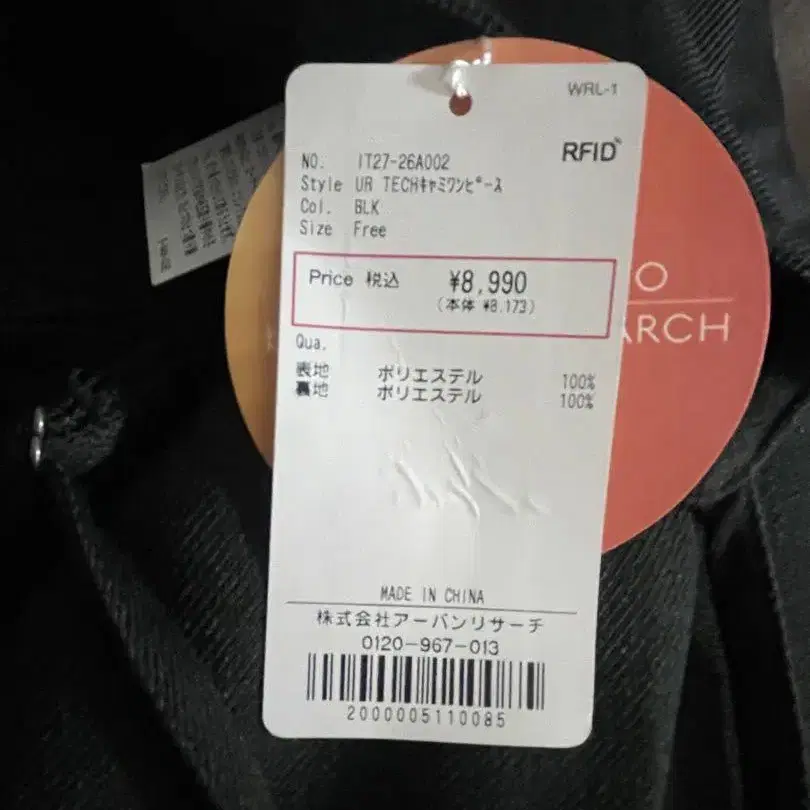 WRL-1
RFID
NO. IT27-26A002
Style UR TECHｷｬﾐﾜﾝﾋﾟｰｽ
Col. BLK
Size Free
Price 税込 ¥8,990
(本体 ¥8,173)
Qua.
表地 ポリエステル 100%
裏地 ポリエステル 100%
MADE IN CHINA
株式会社アーバンリサーチ
0120-967-013
2000005110085
O
ARCH